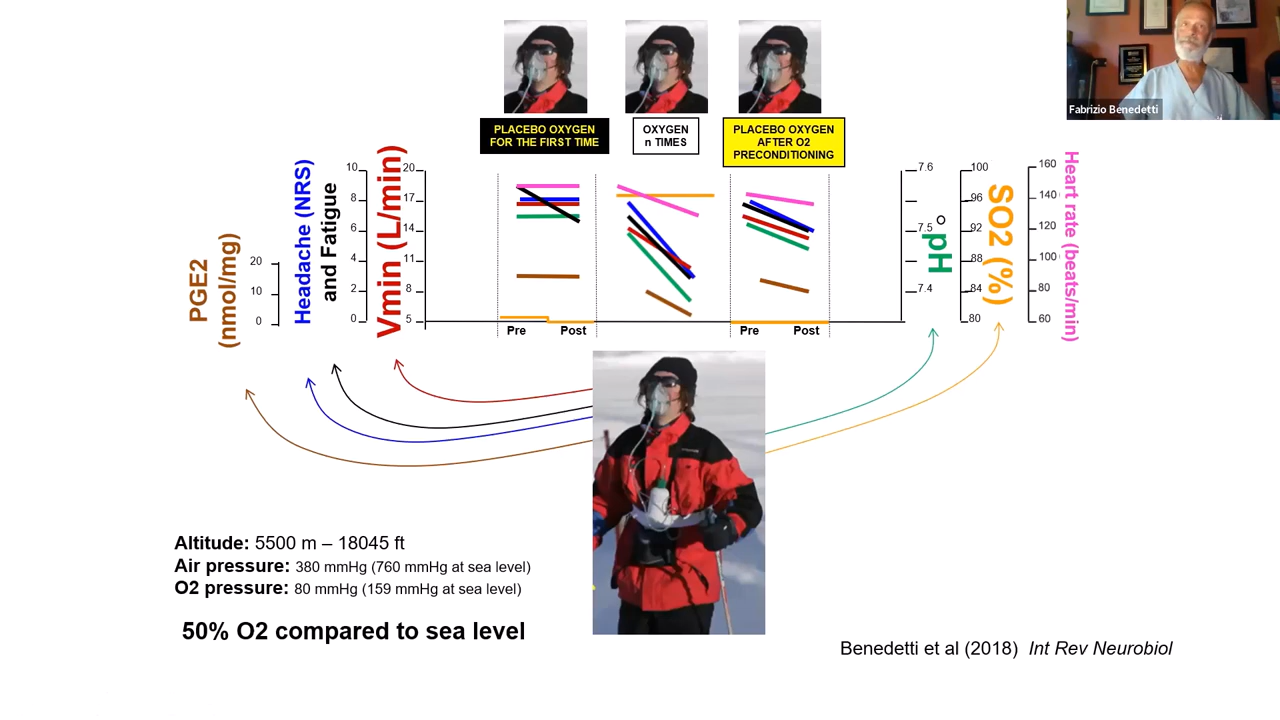 Fabrizio Benedetti
PLACEBO OXYGEN
FOR THE FIRST TIME
OXYGEN
n TIMES
PLACEBO OXYGEN
AFTER O2
PRECONDITIONING
PGE2
(nmol/mg)
20
10
0
Headache (NRS)
and Fatigue
10
8
6
4
2
0
Vmin (L/min)
20
17
14
11
8
5
Pre
Post
Pre
Post
7.6
7.5
7.4
pH
100
96
92
88
84
80
SO2 (%)
160
140
120
100
80
60
Heart rate (beats/min)
Altitude: 5500 m – 18045 ft
Air pressure: 380 mmHg (760 mmHg at sea level)
O2 pressure: 80 mmHg (159 mmHg at sea level)
50% O2 compared to sea level
Benedetti et al (2018) Int Rev Neurobiol